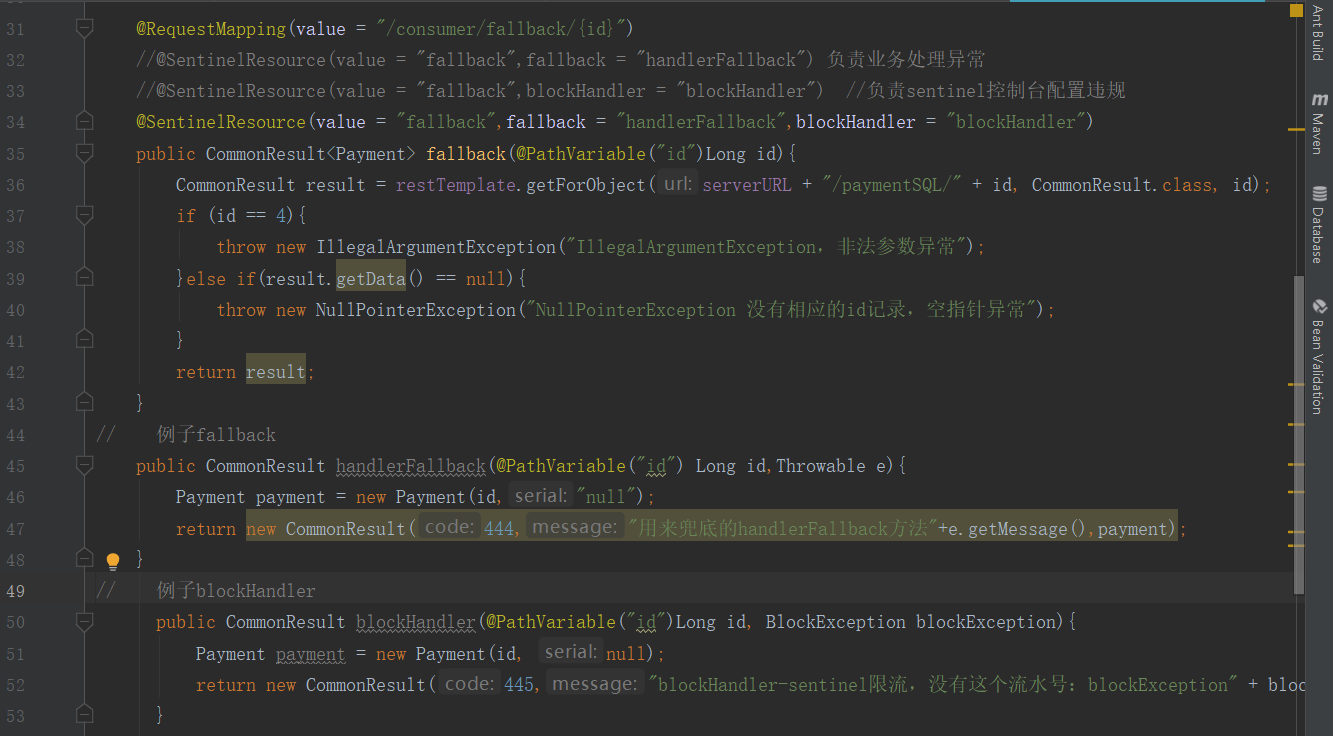 31 @RequestMapping(value = "/consumer/fallback/{id}")
32 //@SentinelResource(value = "fallback",fallback = "handlerFallback") 负责业务处理异常
33 //@SentinelResource(value = "fallback",blockHandler = "blockHandler")  //负责sentinel控制台配置违规
34 @SentinelResource(value = "fallback",fallback = "handlerFallback",blockHandler = "blockHandler")
35 public CommonResult<Payment> fallback(@PathVariable("id")Long id){
36 CommonResult result = restTemplate.getForObject( url: serverURL + "/paymentSQL/" + id, CommonResult.class, id);
37 if (id == 4){
38 throw new IllegalArgumentException("IllegalArgumentException，非法参数异常");
39 }else if(result.getData() == null){
40 throw new NullPointerException("NullPointerException 没有相应的id记录，空指针异常");
41 }
42 return result;
43 }
44 // 例子fallback
45 public CommonResult handlerFallback(@PathVariable("id") Long id,Throwable e){
46 Payment payment = new Payment(id, serial: "null");
47 return new CommonResult( code: 444, message: "用来兜底的handlerFallback方法"+e.getMessage(),payment);
48 }
49 // 例子blockHandler
50 public CommonResult blockHandler(@PathVariable("id")Long id, BlockException blockException){
51 Payment payment = new Payment(id, serial: null);
52 return new CommonResult( code: 445, message: "blockHandler-sentinel限流，没有这个流水号：blockException" + bloc
53 }
Ant Build
m Maven
Database
Bean Validation